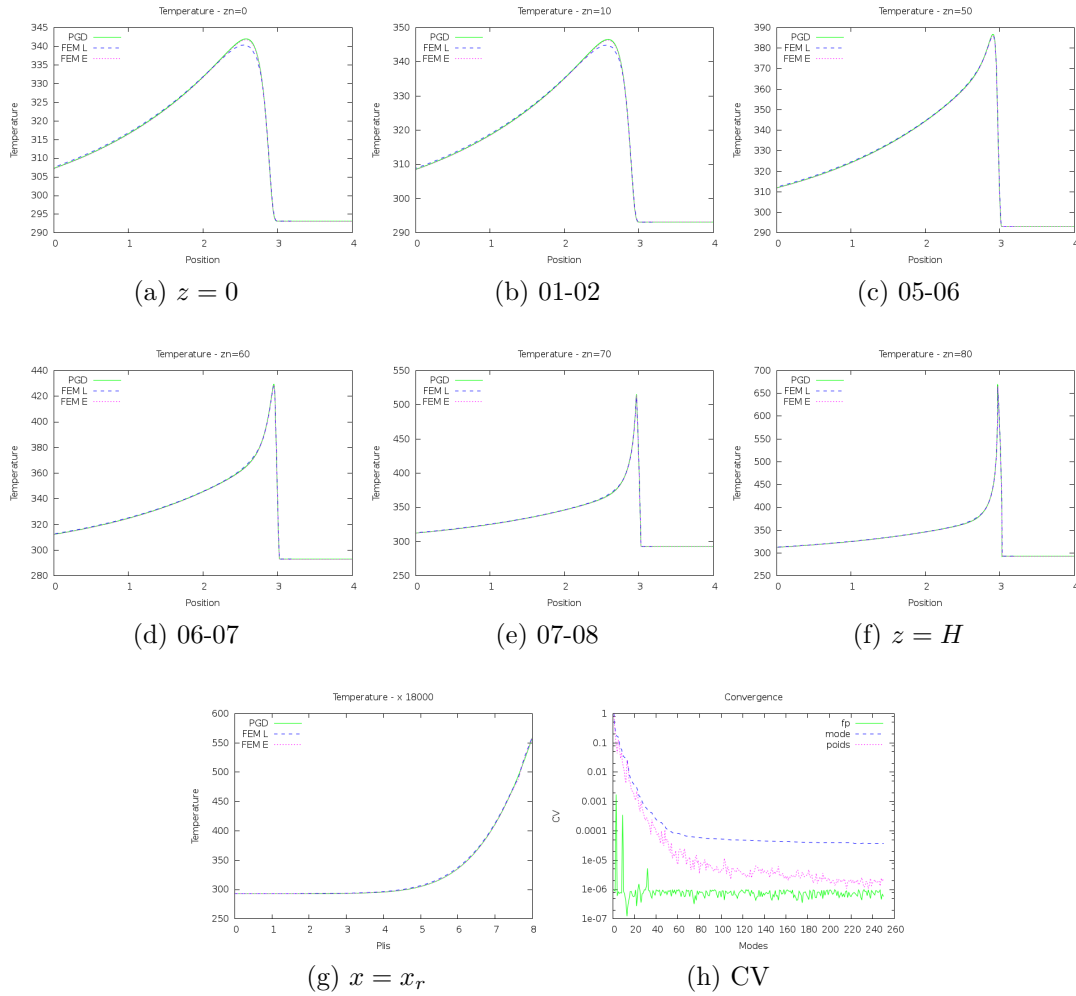 Temperature - zn=0
345
340
335
330
325
320
315
310
305
300
295
290
Temperature
PGD
FEM L
FEM E
0
1
2
3
4
Position
(a) z = 0
Temperature - zn=10
350
340
330
320
310
300
290
Temperature
PGD
FEM L
FEM E
0
1
2
3
4
Position
(b) 01-02
Temperature - zn=50
390
380
370
360
350
340
330
320
310
300
290
Temperature
PGD
FEM L
FEM E
0
1
2
3
4
Position
(c) 05-06
Temperature - zn=60
440
420
400
380
360
340
320
300
280
Temperature
PGD
FEM L
FEM E
0
1
2
3
4
Position
(d) 06-07
Temperature - zn=70
550
500
450
400
350
300
250
Temperature
PGD
FEM L
FEM E
0
1
2
3
4
Position
(e) 07-08
Temperature - zn=80
700
650
600
550
500
450
400
350
300
250
Temperature
PGD
FEM L
FEM E
0
1
2
3
4
Position
(f) z = H
Temperature - x 18000
600
550
500
450
400
350
300
250
Temperature
PGD
FEM L
FEM E
0
1
2
3
4
5
6
7
8
Plis
(g) x = x_r
Convergence
1
0.1
0.01
0.001
0.0001
1e-05
1e-06
1e-07
CV
fp
mode
poids
0 20 40 60 80 100 120 140 160 180 200 220 240 260
Modes
(h) CV